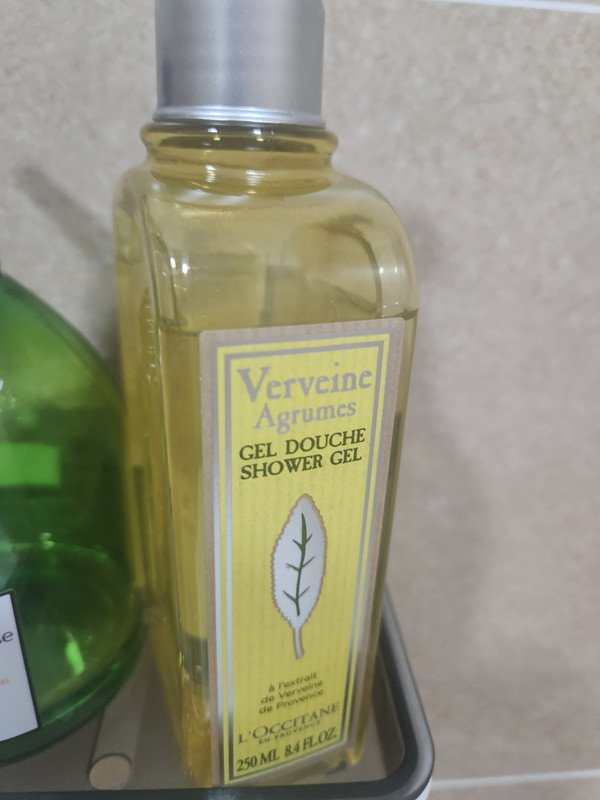 Verveine
Agrumes
GEL DOUCHE
SHOWER GEL
à l'extrait
de Verveine
de Provence
L'OCCITANE
EN PROVENCE
250 ML 8.4 FL.OZ.